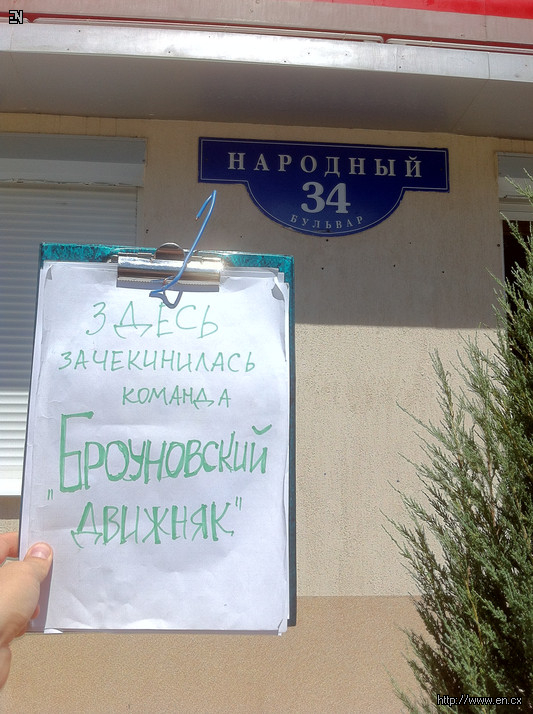 EN
НАРОДНЫЙ
34
БУЛЬВАР
ЗДЕСЬ
ЗАЧЕКИНИЛАСЬ
КОМАНДА
"БРОУНОВСКИЙ
ДВИЖНЯК"
http://www.en.cx